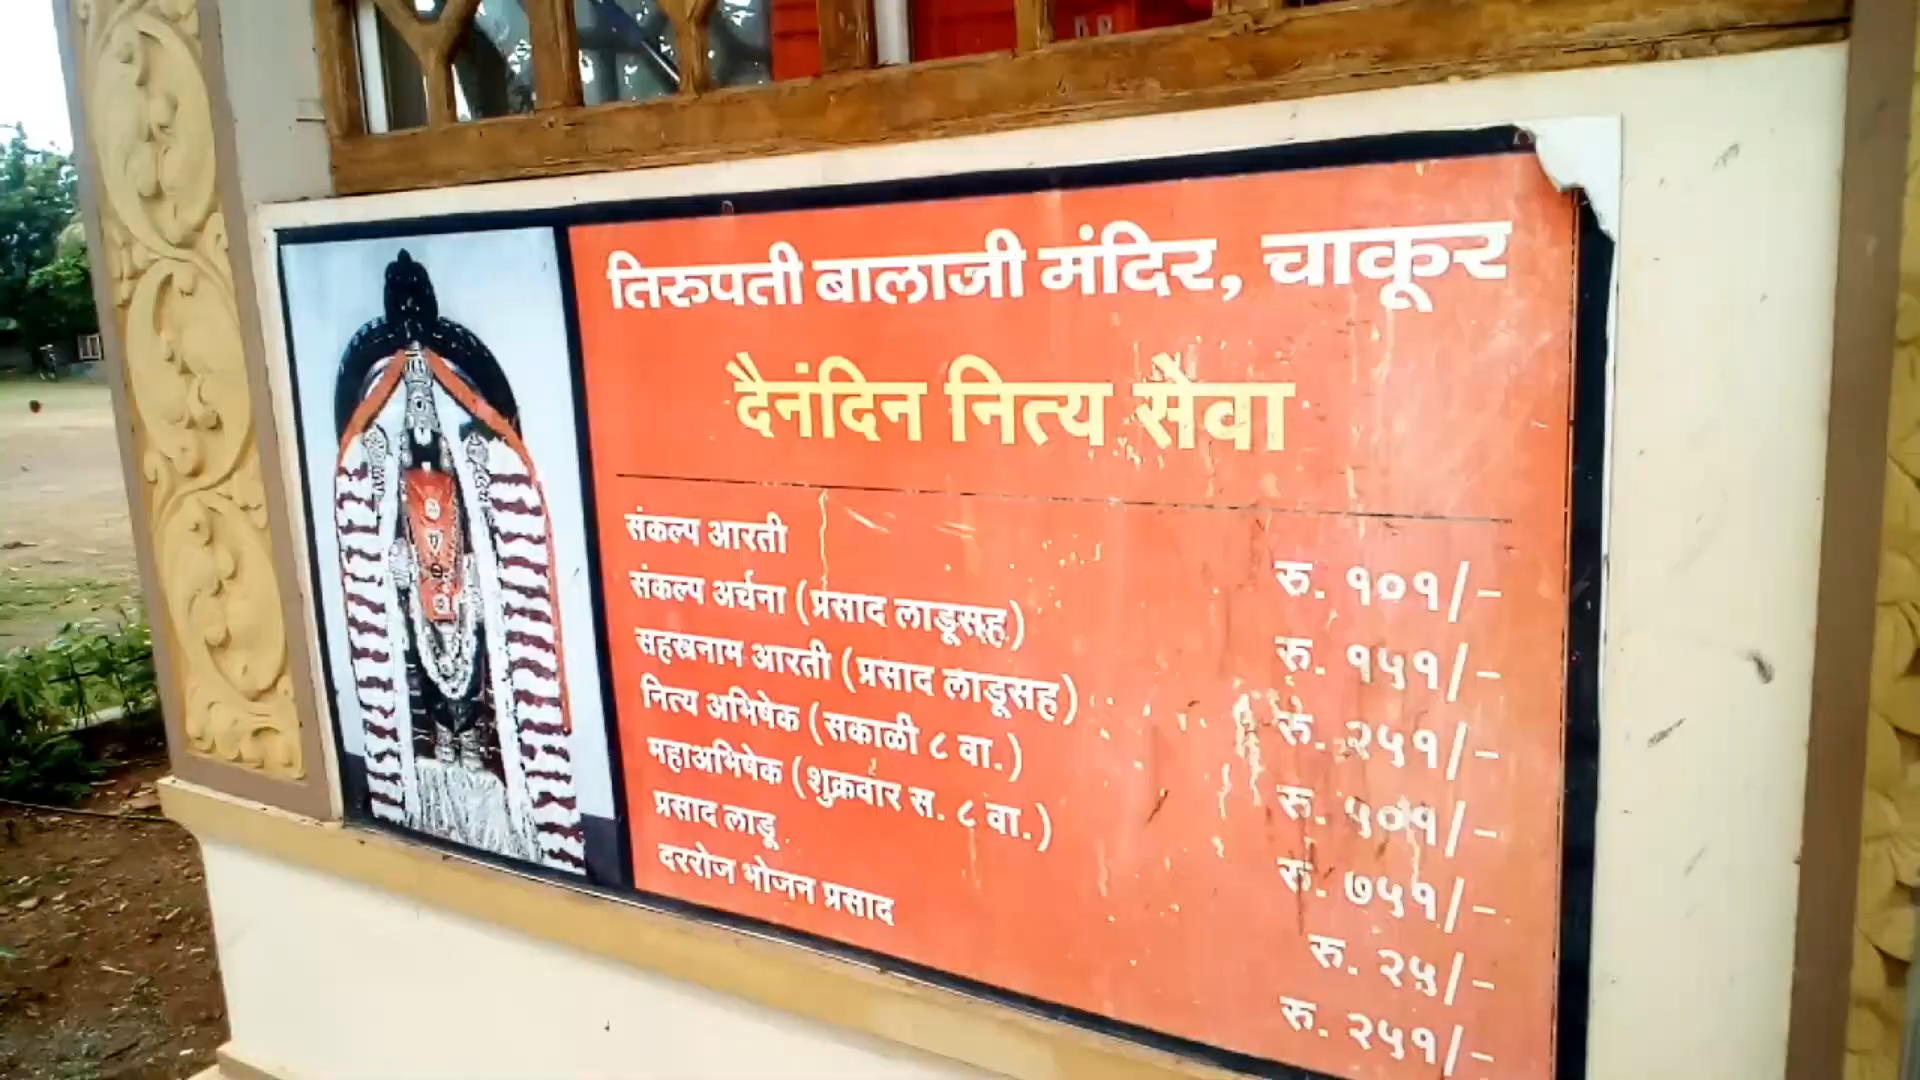 तिरुपती बालाजी मंदिर, चाकूर
दैनंदिन नित्य सेवा
संकल्प आरती रु. १०१/-
संकल्प अर्चना (प्रसाद लाडूसह) रु. १५१/-
सहस्त्रनाम आरती (प्रसाद लाडूसह) रु. २५१/-
नित्य अभिषेक (सकाळी ८ वा.) रु. ५०१/-
महाअभिषेक (शुक्रवार स. ८ वा.) रु. ७५१/-
प्रसाद लाडू रु. २५/-
दररोज भोजन प्रसाद रु. २५१/-